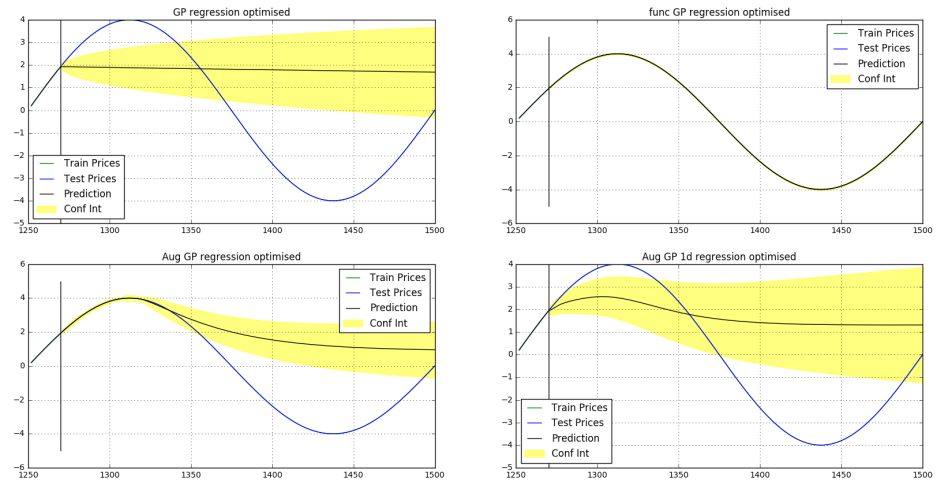 GP regression optimised
4
3
2
1
0
−1
−2
−3
−4
−5
Train Prices
Test Prices
Prediction
Conf Int
1250
1300
1350
1400
1450
1500
func GP regression optimised
6
4
2
0
−2
−4
−6
Train Prices
Test Prices
Prediction
Conf Int
1250
1300
1350
1400
1450
1500
Aug GP regression optimised
6
4
2
0
−2
−4
−6
Train Prices
Test Prices
Prediction
Conf Int
1250
1300
1350
1400
1450
1500
Aug GP 1d regression optimised
4
3
2
1
0
−1
−2
−3
−4
−5
Train Prices
Test Prices
Prediction
Conf Int
1250
1300
1350
1400
1450
1500